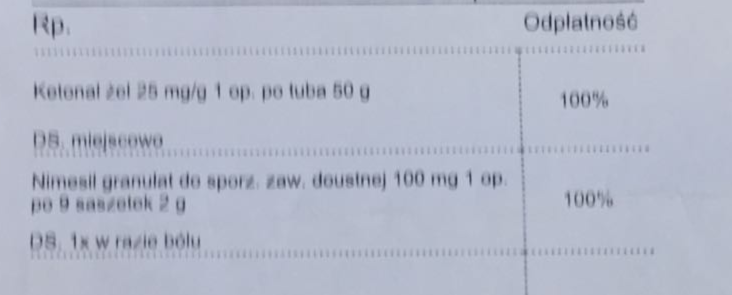 Rp.
Odpłatność
Ketonal żel 25 mg/g 1 op. po tuba 50 g
100%
DS. miejscowo
Nimesil granulat do sporz. zaw. doustnej 100 mg 1 op.
po 9 saszetek 2 g
100%
DS. 1x w razie bólu